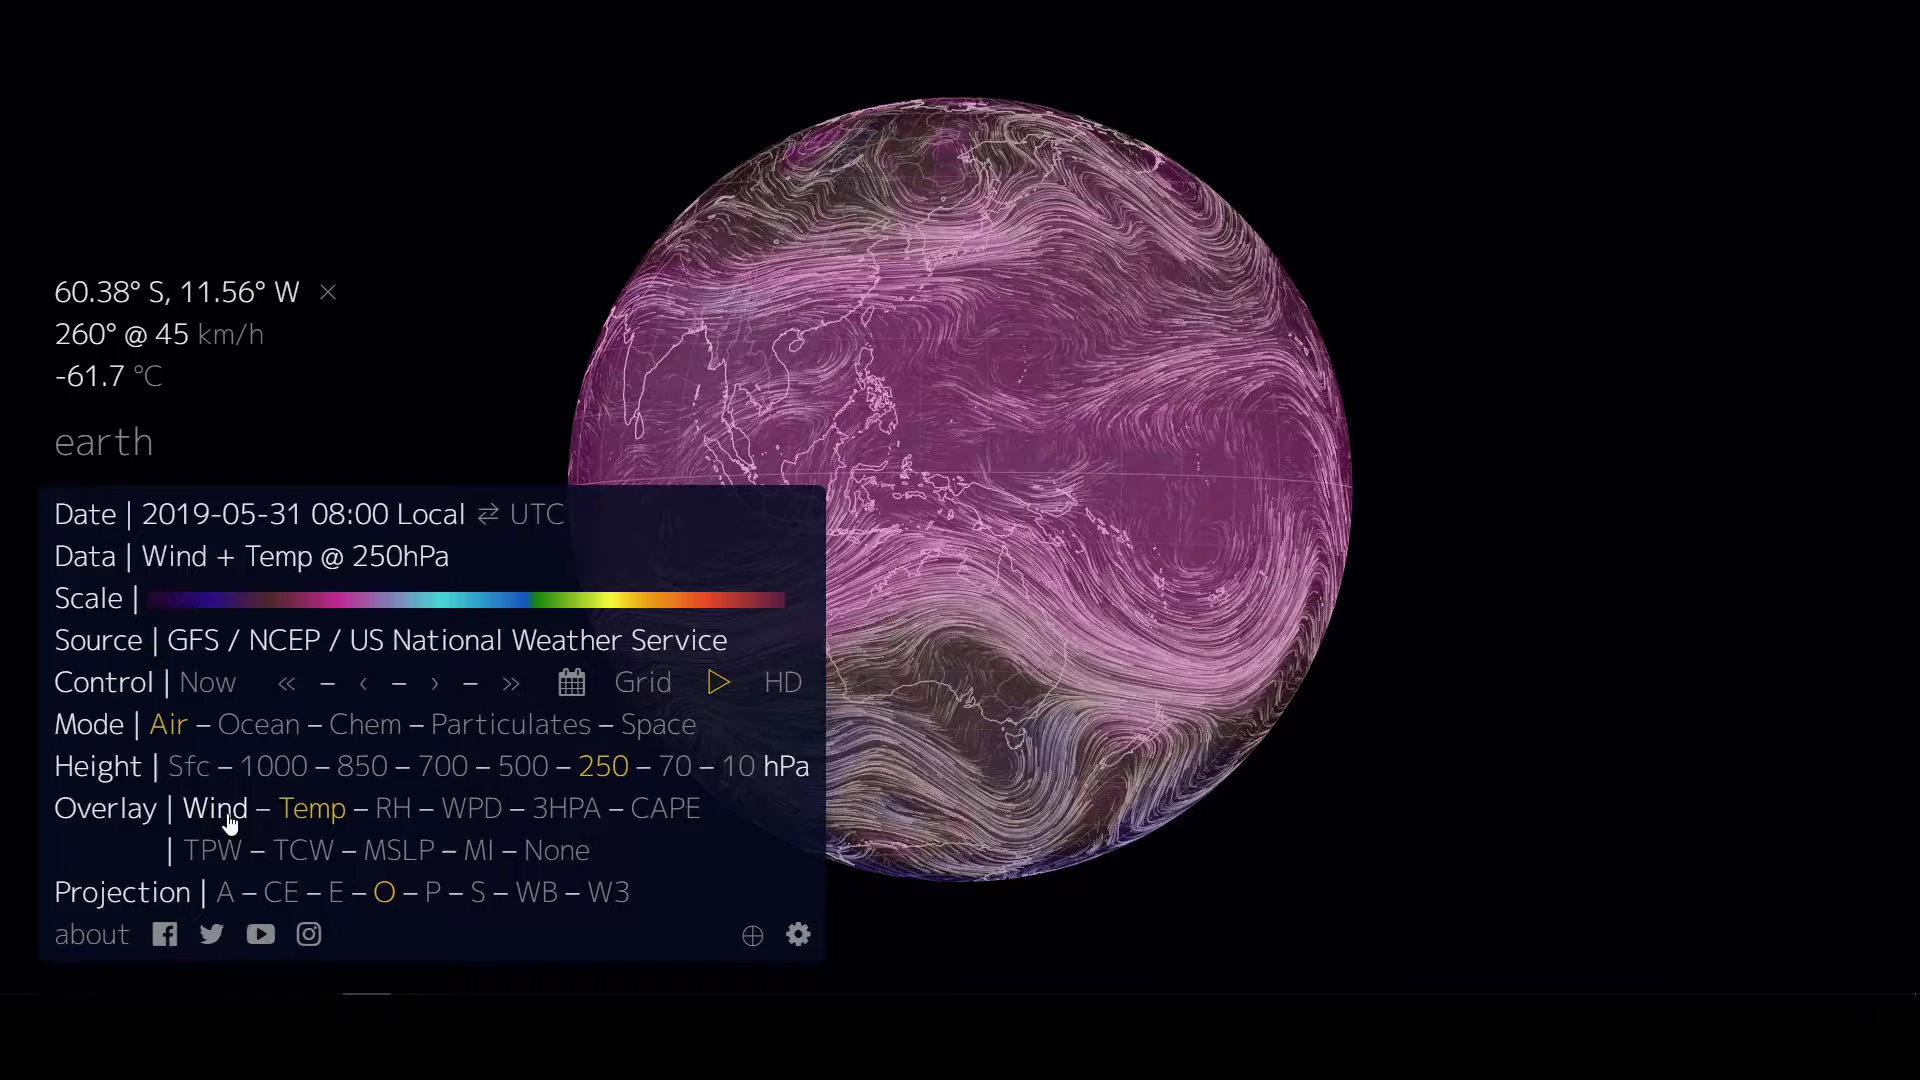 60.38° S, 11.56° W ×
260° @ 45 km/h
-61.7 °C
earth
Date | 2019-05-31 08:00 Local ⇄ UTC
Data | Wind + Temp @ 250hPa
Scale |
Source | GFS / NCEP / US National Weather Service
Control | Now « – ‹ – › – » Grid HD
Mode | Air – Ocean – Chem – Particulates – Space
Height | Sfc – 1000 – 850 – 700 – 500 – 250 – 70 – 10 hPa
Overlay | Wind – Temp – RH – WPD – 3HPA – CAPE
| TPW – TCW – MSLP – MI – None
Projection | A – CE – E – O – P – S – WB – W3
about